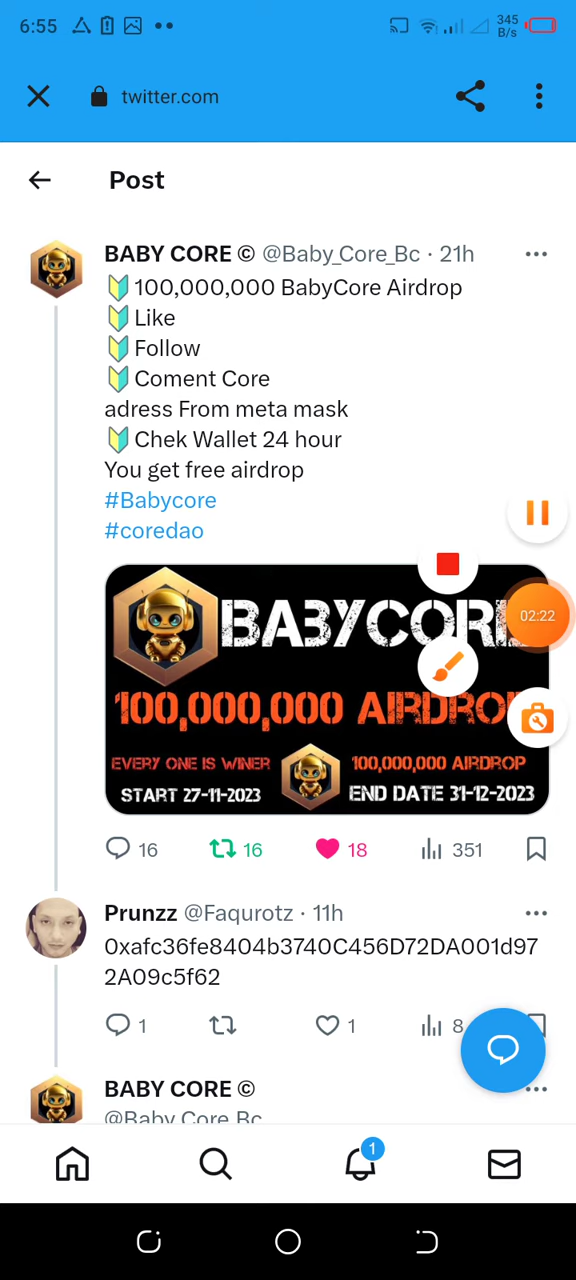 6:55
345
B/s
twitter.com
Post
BABY CORE © @Baby_Core_Bc · 21h
🔰100,000,000 BabyCore Airdrop
🔰Like
🔰Follow
🔰Coment Core
adress From meta mask
🔰Chek Wallet 24 hour
You get free airdrop
#Babycore
#coredao
02:22
BABYCORE
100,000,000 AIRDRO
EVERY ONE IS WINER
100,000,000 AIRDROP
START 27-11-2023
END DATE 31-12-2023
16 16 18 351
Prunzz @Faqurotz · 11h
0xafc36fe8404b3740C456D72DA001d97
2A09c5f62
1 1 8
BABY CORE ©
@Baby_Core_Bc
1